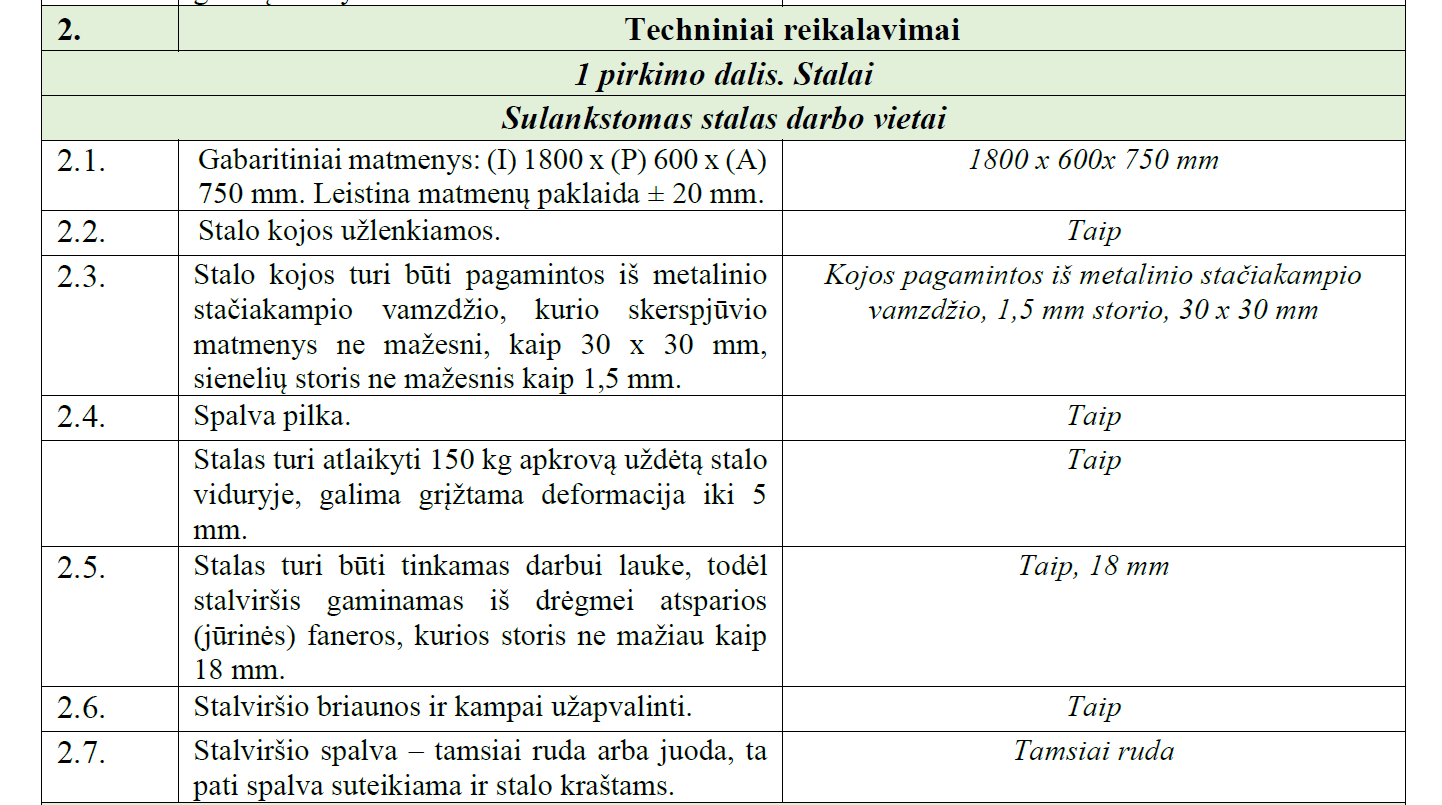 2. Techniniai reikalavimai
1 pirkimo dalis. Stalai
Sulankstomas stalas darbo vietai
2.1. Gabaritiniai matmenys: (I) 1800 x (P) 600 x (A) 1800 x 600x 750 mm
750 mm. Leistina matmenų paklaida ± 20 mm.
2.2. Stalo kojos užlenkiamos. Taip
2.3. Stalo kojos turi būti pagamintos iš metalinio Kojos pagamintos iš metalinio stačiakampio
stačiakampio vamzdžio, kurio skerspjūvio vamzdžio, 1,5 mm storio, 30 x 30 mm
matmenys ne mažesni, kaip 30 x 30 mm,
sienelių storis ne mažesnis kaip 1,5 mm.
2.4. Spalva pilka. Taip
Stalas turi atlaikyti 150 kg apkrovą uždėtą stalo Taip
viduryje, galima grįžtama deformacija iki 5
mm.
2.5. Stalas turi būti tinkamas darbui lauke, todėl Taip, 18 mm
stalviršis gaminamas iš drėgmei atsparios
(jūrinės) faneros, kurios storis ne mažiau kaip
18 mm.
2.6. Stalviršio briaunos ir kampai užapvalinti. Taip
2.7. Stalviršio spalva – tamsiai ruda arba juoda, ta Tamsiai ruda
pati spalva suteikiama ir stalo kraštams.